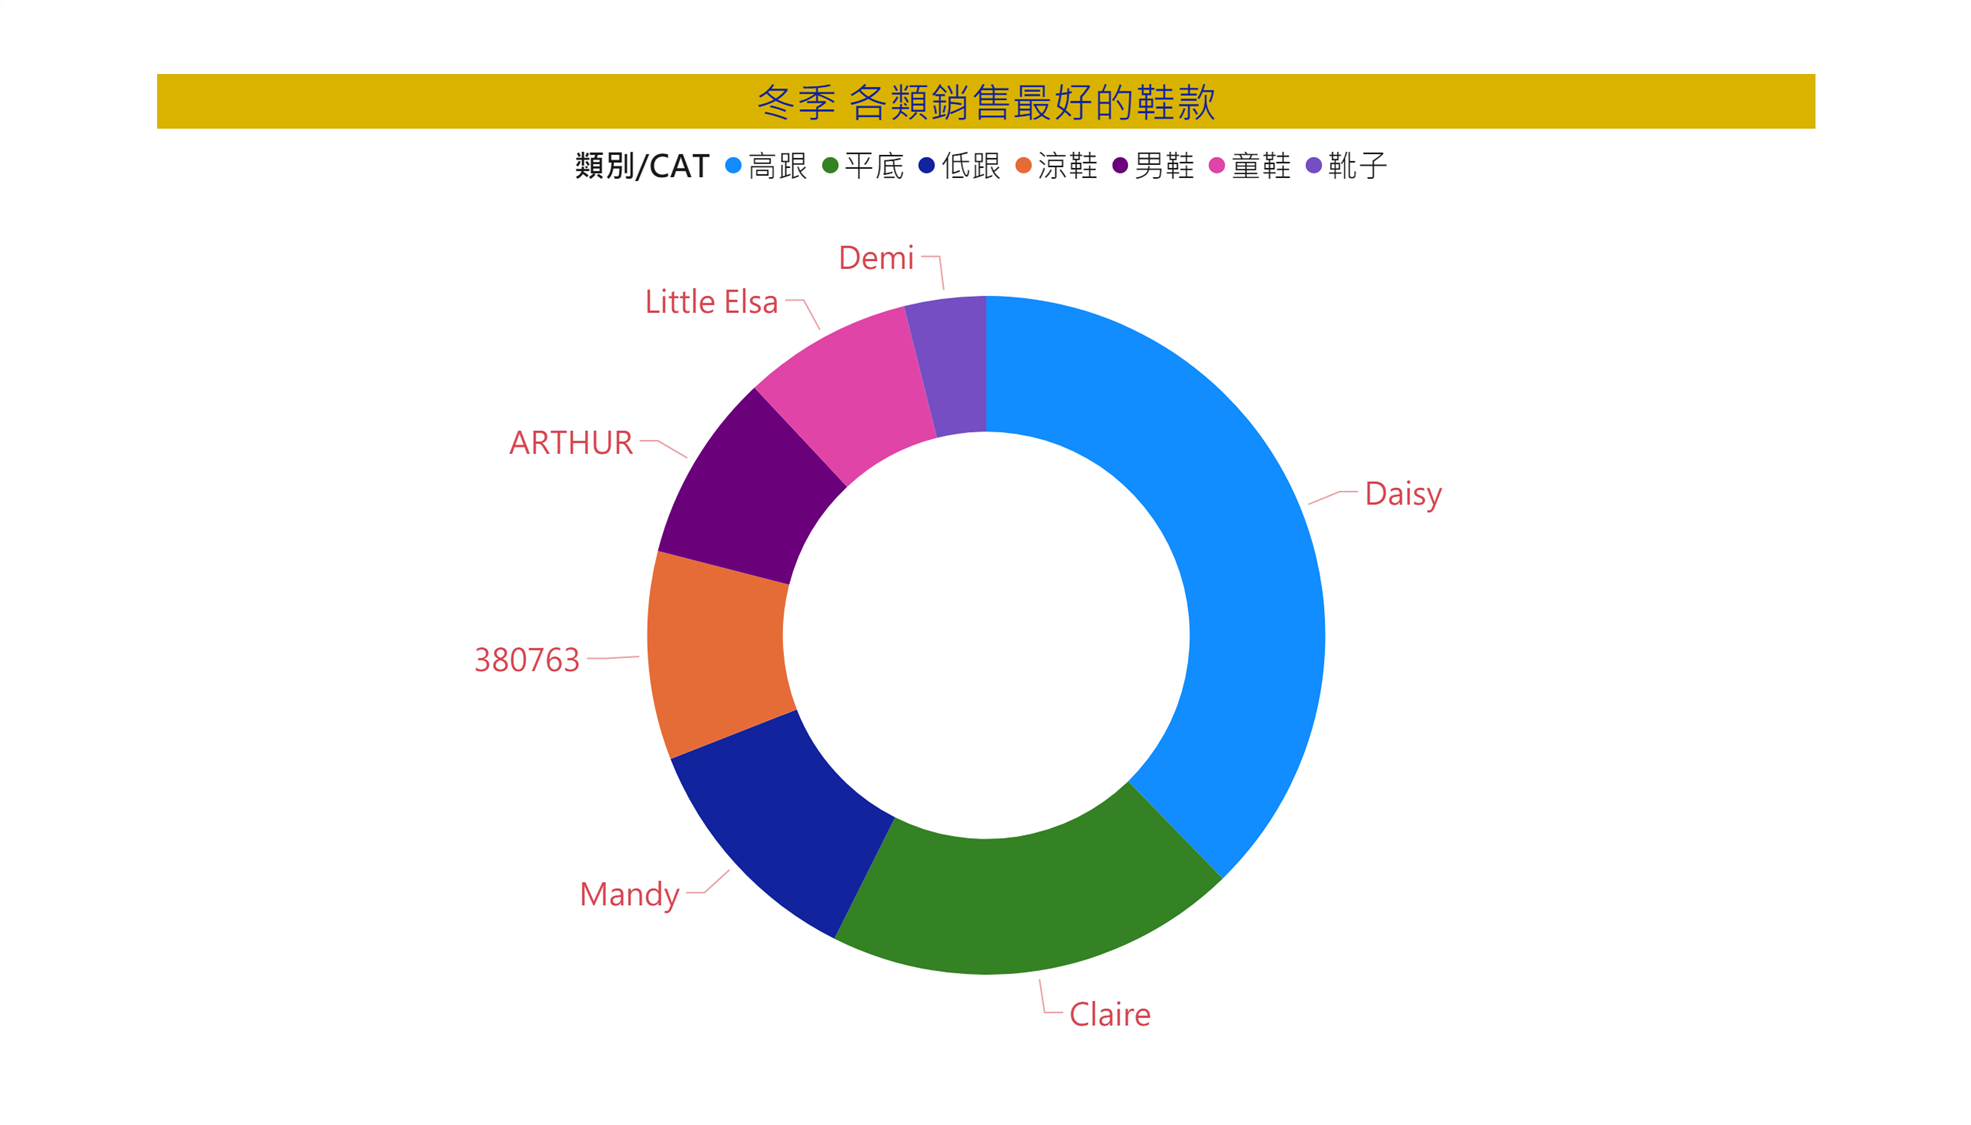 冬季 各類銷售最好的鞋款
類別/CAT 高跟 平底 低跟 涼鞋 男鞋 童鞋 靴子
Demi
Little Elsa
ARTHUR
Daisy
380763
Mandy
Claire